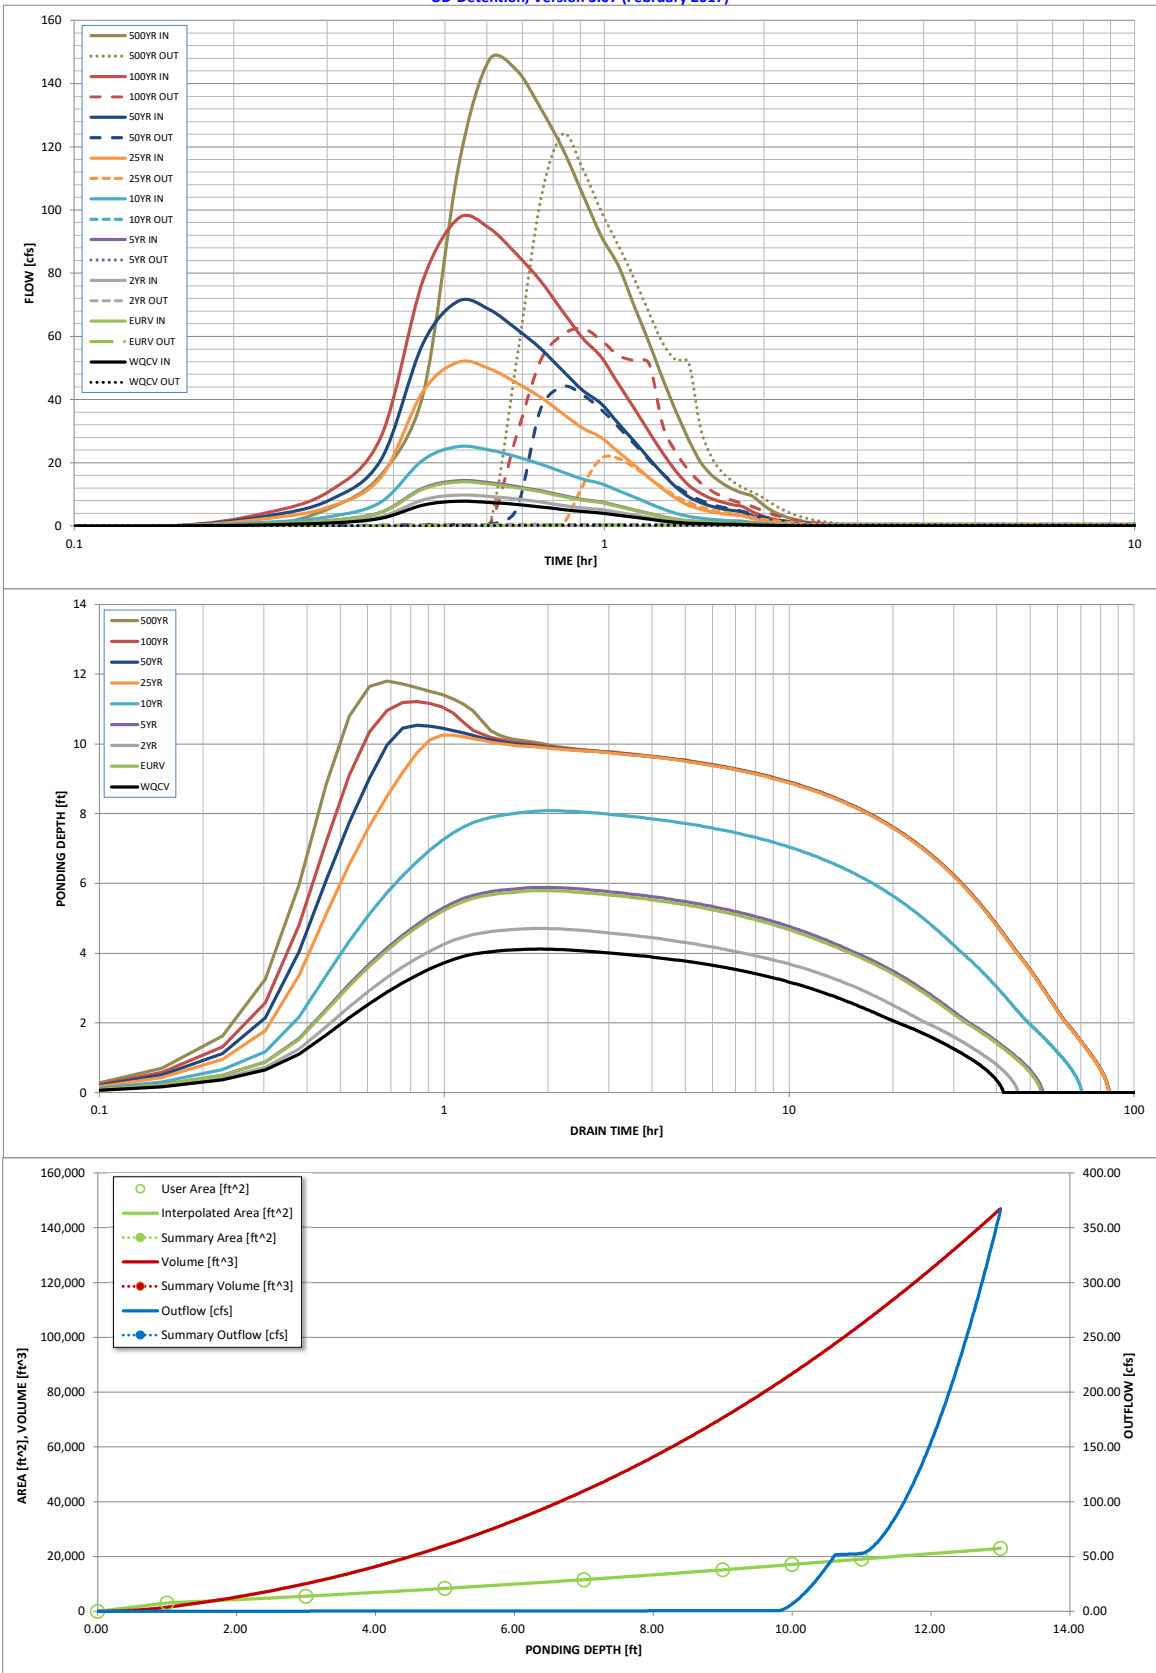 UD-Detention, Version 3.07 (February 2017)
160
140
120
100
80
60
40
20
0
FLOW [cfs]
500YR IN
500YR OUT
100YR IN
100YR OUT
50YR IN
50YR OUT
25YR IN
25YR OUT
10YR IN
10YR OUT
5YR IN
5YR OUT
2YR IN
2YR OUT
EURV IN
EURV OUT
WQCV IN
WQCV OUT
0.1
1
10
TIME [hr]
14
12
10
8
6
4
2
0
PONDING DEPTH [ft]
500YR
100YR
50YR
25YR
10YR
5YR
2YR
EURV
WQCV
0.1
1
10
100
DRAIN TIME [hr]
160,000
140,000
120,000
100,000
80,000
60,000
40,000
20,000
0
AREA [ft^2], VOLUME [ft^3]
User Area [ft^2]
Interpolated Area [ft^2]
Summary Area [ft^2]
Volume [ft^3]
Summary Volume [ft^3]
Outflow [cfs]
Summary Outflow [cfs]
400.00
350.00
300.00
250.00
200.00
150.00
100.00
50.00
0.00
OUTFLOW [cfs]
0.00
2.00
4.00
6.00
8.00
10.00
12.00
14.00
PONDING DEPTH [ft]